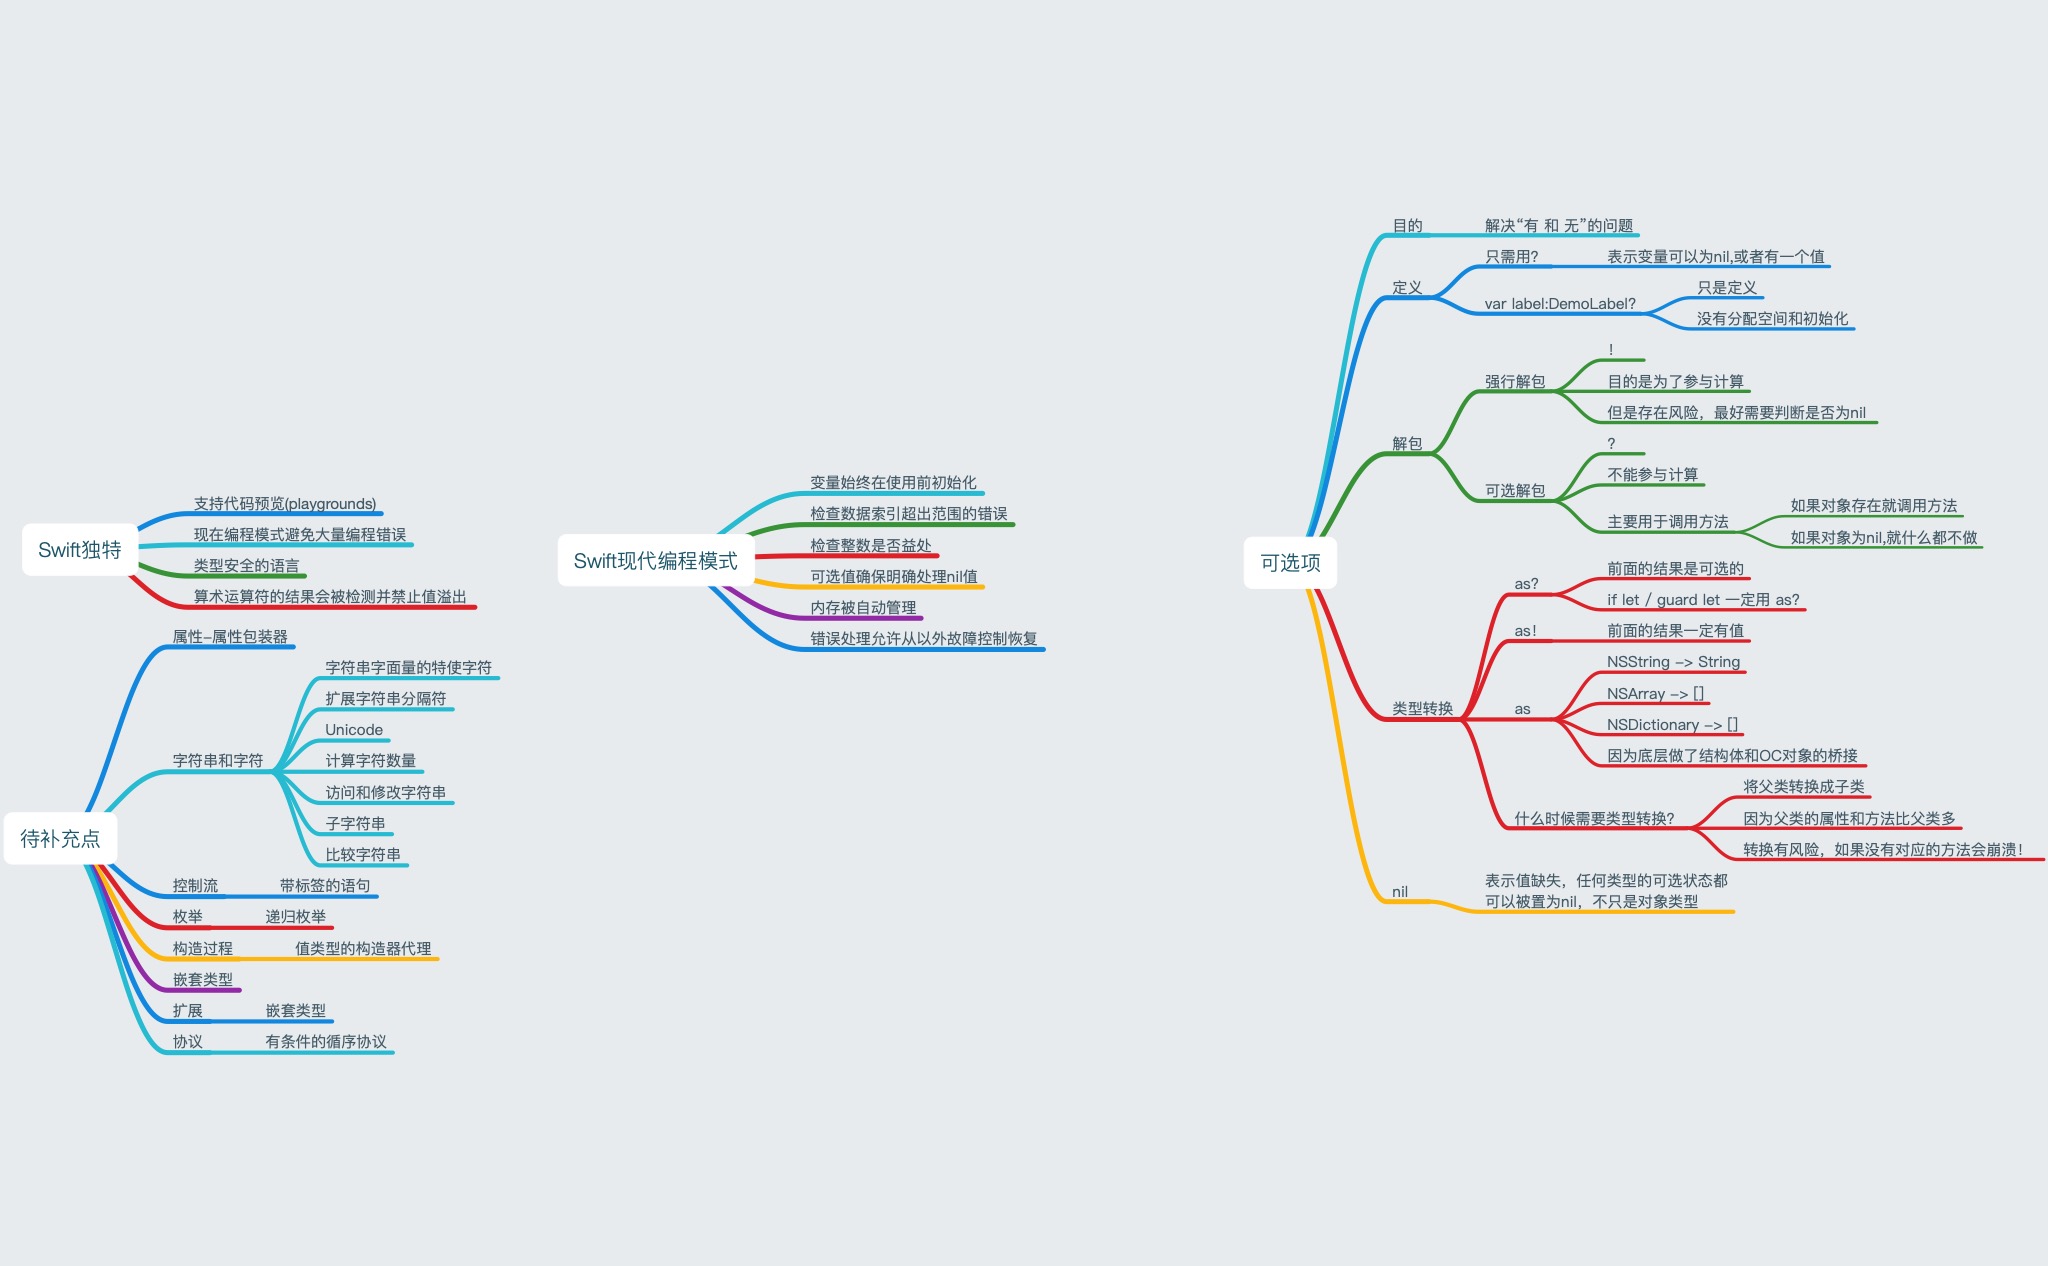 Swift独特
支持代码预览(playgrounds)
现在编程模式避免大量编程错误
类型安全的语言
算术运算符的结果会被检测并禁止值溢出
待补充点
属性-属性包装器
字符串和字符
字符串字面量的特使字符
扩展字符串分隔符
Unicode
计算字符数量
访问和修改字符串
子字符串
比较字符串
控制流
带标签的语句
枚举
递归枚举
构造过程
值类型的构造器代理
嵌套类型
扩展
嵌套类型
协议
有条件的循序协议
Swift现代编程模式
变量始终在使用前初始化
检查数据索引超出范围的错误
检查整数是否益处
可选值确保明确处理nil值
内存被自动管理
错误处理允许从以外故障控制恢复
可选项
目的
解决“有 和 无”的问题
定义
只需用?
表示变量可以为nil,或者有一个值
var label:DemoLabel?
只是定义
没有分配空间和初始化
解包
强行解包
!
目的是为了参与计算
但是存在风险，最好需要判断是否为nil
可选解包
?
不能参与计算
主要用于调用方法
如果对象存在就调用方法
如果对象为nil,就什么都不做
类型转换
as?
前面的结果是可选的
if let / guard let 一定用 as?
as!
前面的结果一定有值
as
NSString -> String
NSArray -> []
NSDictionary -> []
因为底层做了结构体和OC对象的桥接
什么时候需要类型转换?
将父类转换成子类
因为父类的属性和方法比父类多
转换有风险，如果没有对应的方法会崩溃!
nil
表示值缺失，任何类型的可选状态都
可以被置为nil，不只是对象类型